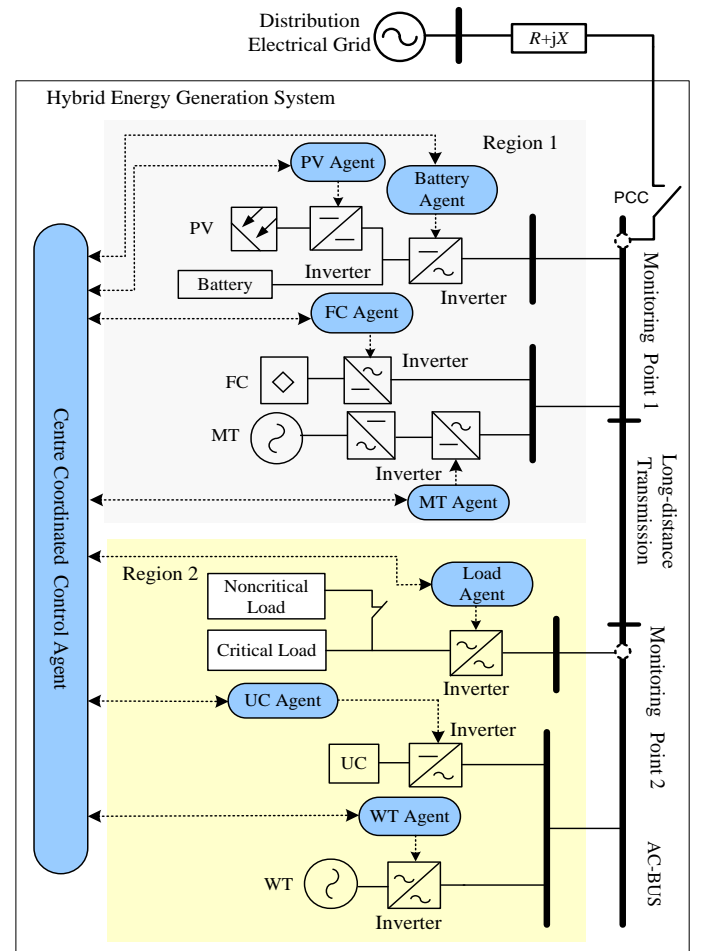 Distribution
Electrical Grid
R+jX
Hybrid Energy Generation System
Region 1
PV Agent
Battery
Agent
PCC
PV
Inverter
Battery
Inverter
Monitoring Point 1
FC Agent
Inverter
FC
MT
Inverter
MT Agent
Long-distance
Transmission
Centre Coordinated Control Agent
Region 2
Noncritical
Load
Load
Agent
Critical Load
Inverter
Monitoring Point 2
UC Agent
Inverter
UC
WT Agent
WT
Inverter
AC-BUS